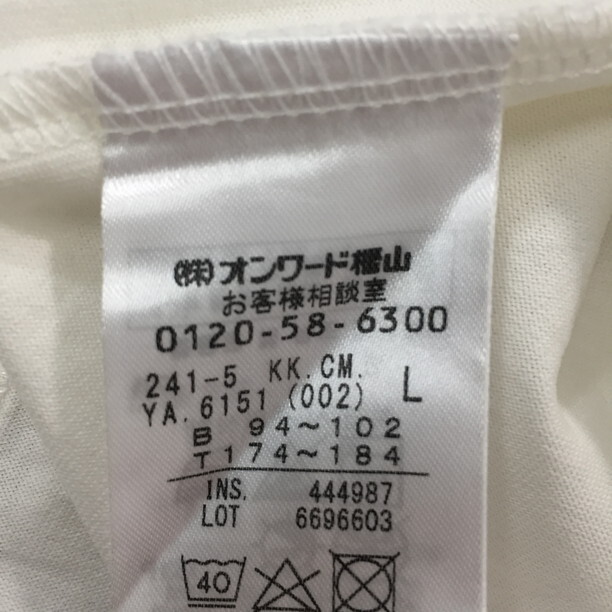 (株)オンワード樫山
お客様相談室
0120-58-6300
241-5 KK.CM.
YA.6151 (002) L
B 94～102
T 174～184
INS. 444987
LOT 6696603
40